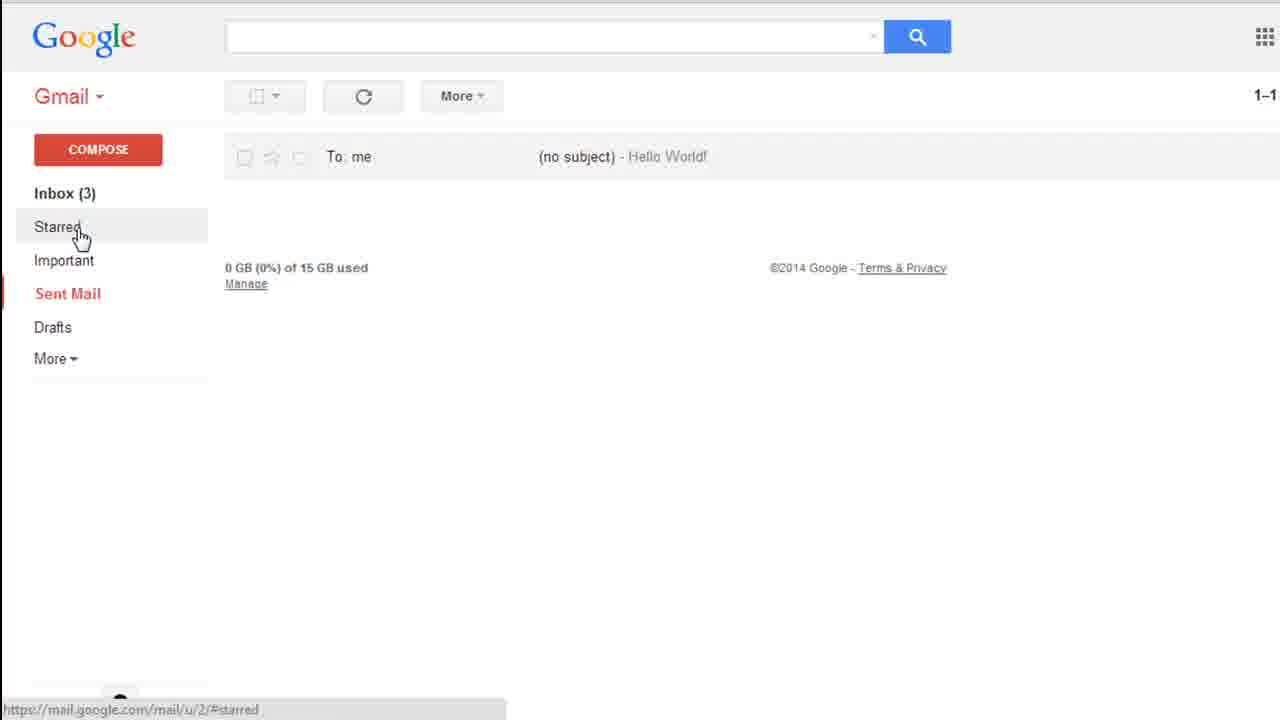 Google
Gmail
More
1–1
COMPOSE
To: me (no subject) - Hello World!
Inbox (3)
Starred
Important
0 GB (0%) of 15 GB used
©2014 Google - Terms & Privacy
Manage
Sent Mail
Drafts
More
https://mail.google.com/mail/u/2/#starred